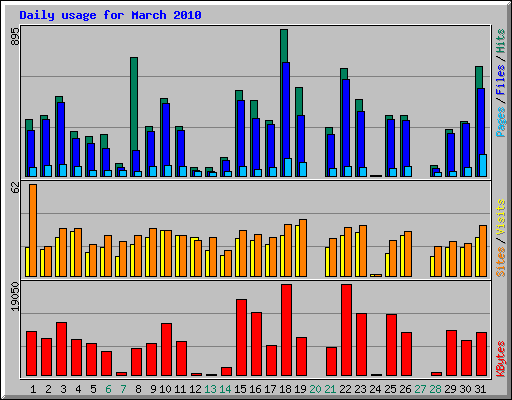 Daily usage for March 2010
895
Pages / Files / Hits
62
Sites / Visits
19050
KBytes
1 2 3 4 5 6 7 8 9 10 11 12 13 14 15 16 17 18 19 20 21 22 23 24 25 26 27 28 29 30 31